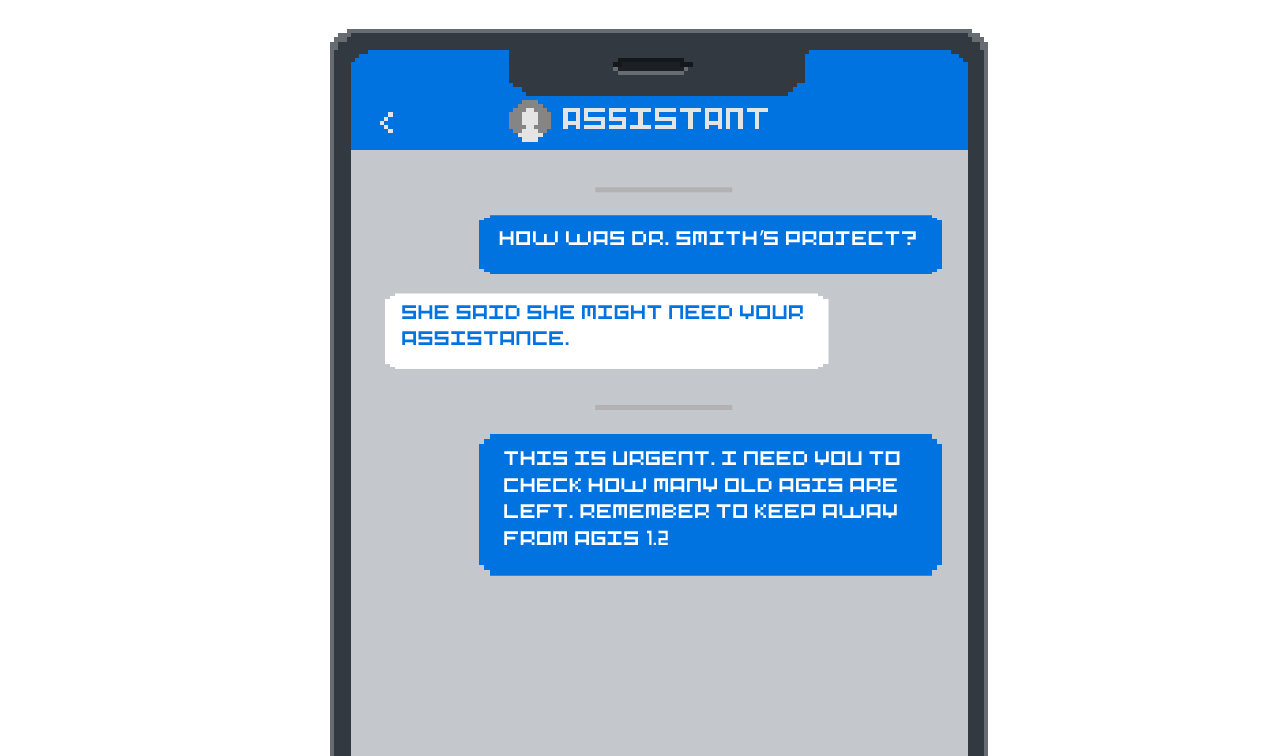 ASSISTANT
HOW WAS DR. SMITH'S PROJECT?
SHE SAID SHE MIGHT NEED YOUR
ASSISTANCE.
THIS IS URGENT. I NEED YOU TO
CHECK HOW MANY OLD AGIS ARE
LEFT. REMEMBER TO KEEP AWAY
FROM AGIS 1.2